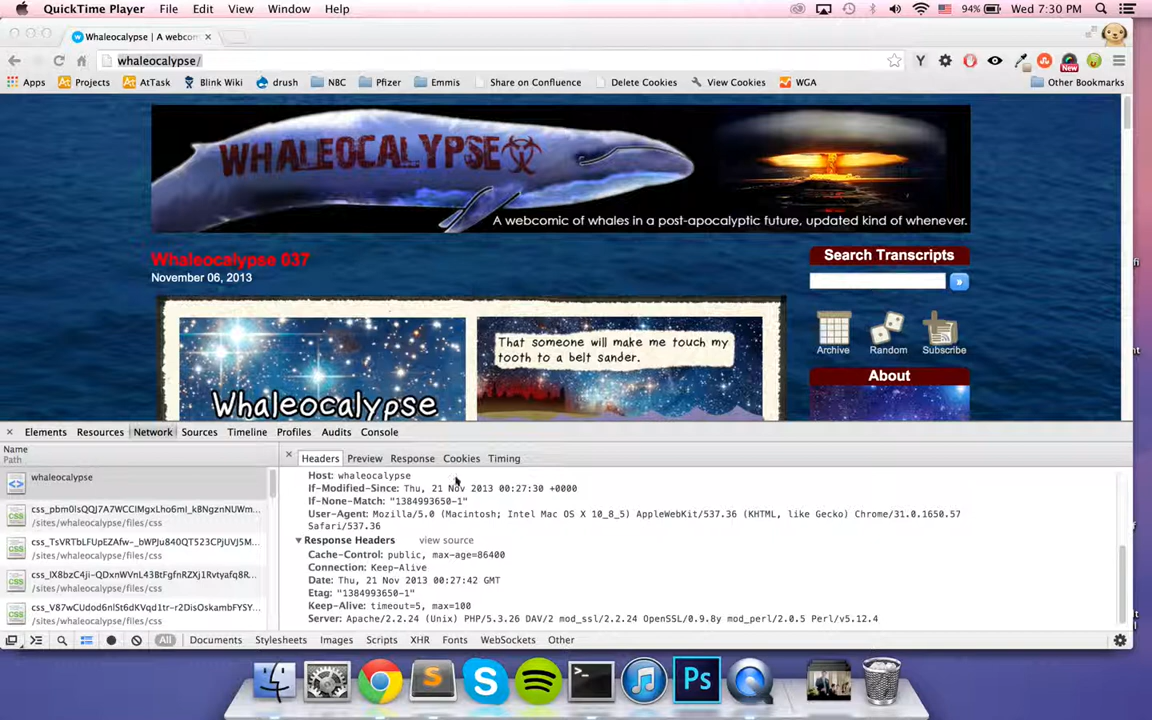 QuickTime Player File Edit View Window Help
94% Wed 7:30 PM
Whaleocalypse | A webcom
whaleocalypse/
Y
New
Apps Projects AtTask Blink Wiki drush NBC Pfizer Emmis Share on Confluence Delete Cookies View Cookies WGA Other Bookmarks
WHALEOCALYPSE
A webcomic of whales in a post-apocalyptic future, updated kind of whenever.
Whaleocalypse 037
November 06, 2013
Search Transcripts
»
That someone will make me touch my
tooth to a belt sander.
Archive Random Subscribe
About
Whaleocalypse
Elements Resources Network Sources Timeline Profiles Audits Console
Name
Path
Headers Preview Response Cookies Timing
whaleocalypse
/sites/whaleocalypse/files/css
/sites/whaleocalypse/files/css
/sites/whaleocalypse/files/css
/sites/whaleocalypse/files/css
Host: whaleocalypse
If-Modified-Since: Thu, 21 Nov 2013 00:27:30 +0000
If-None-Match: "1384993650-1"
User-Agent: Mozilla/5.0 (Macintosh; Intel Mac OS X 10_8_5) AppleWebKit/537.36 (KHTML, like Gecko) Chrome/31.0.1650.57
Safari/537.36
Response Headers view source
Cache-Control: public, max-age=86400
Connection: Keep-Alive
Date: Thu, 21 Nov 2013 00:27:42 GMT
Etag: "1384993650-1"
Keep-Alive: timeout=5, max=100
Server: Apache/2.2.24 (Unix) PHP/5.3.26 DAV/2 mod_ssl/2.2.24 OpenSSL/0.9.8y mod_perl/2.0.5 Perl/v5.12.4
All Documents Stylesheets Images Scripts XHR Fonts WebSockets Other
Ps